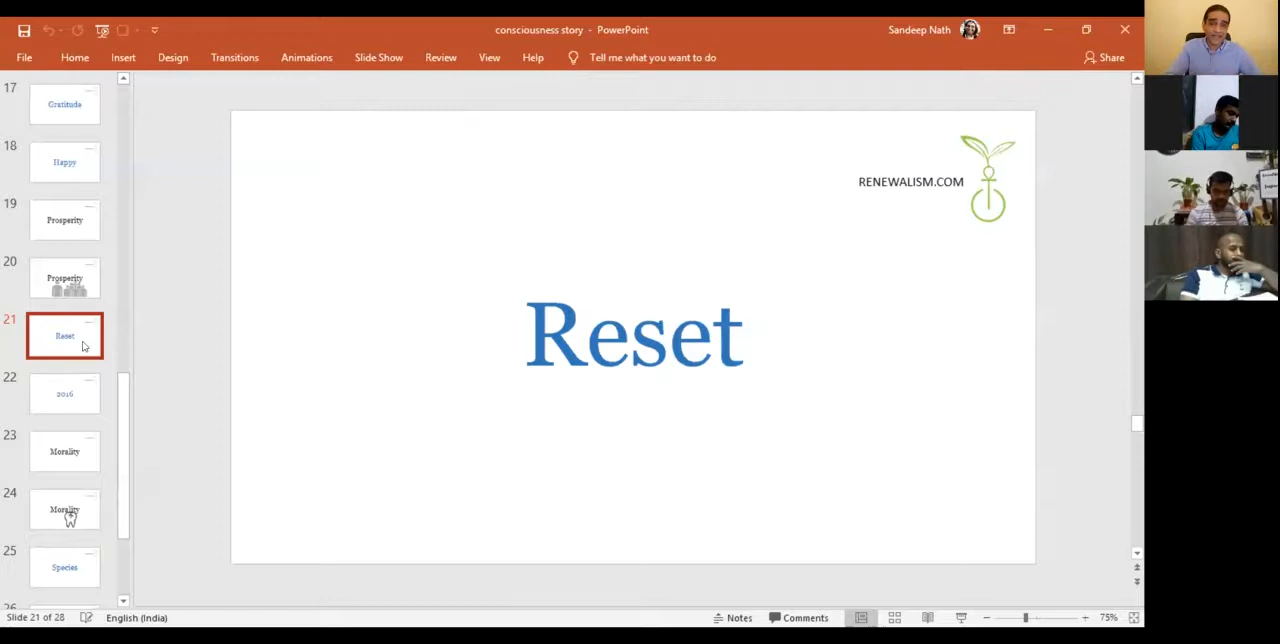 consciousness story - PowerPoint
Sandeep Nath
File Home Insert Design Transitions Animations Slide Show Review View Help Tell me what you want to do Share
17
Gratitude
18
Happy
19
Prosperity
20
Prosperity
21
Reset
22
2016
23
Morality
24
Morality
25
Species
26
RENEWALISM.COM
Reset
Slide 21 of 28 English (India) Notes Comments 75%